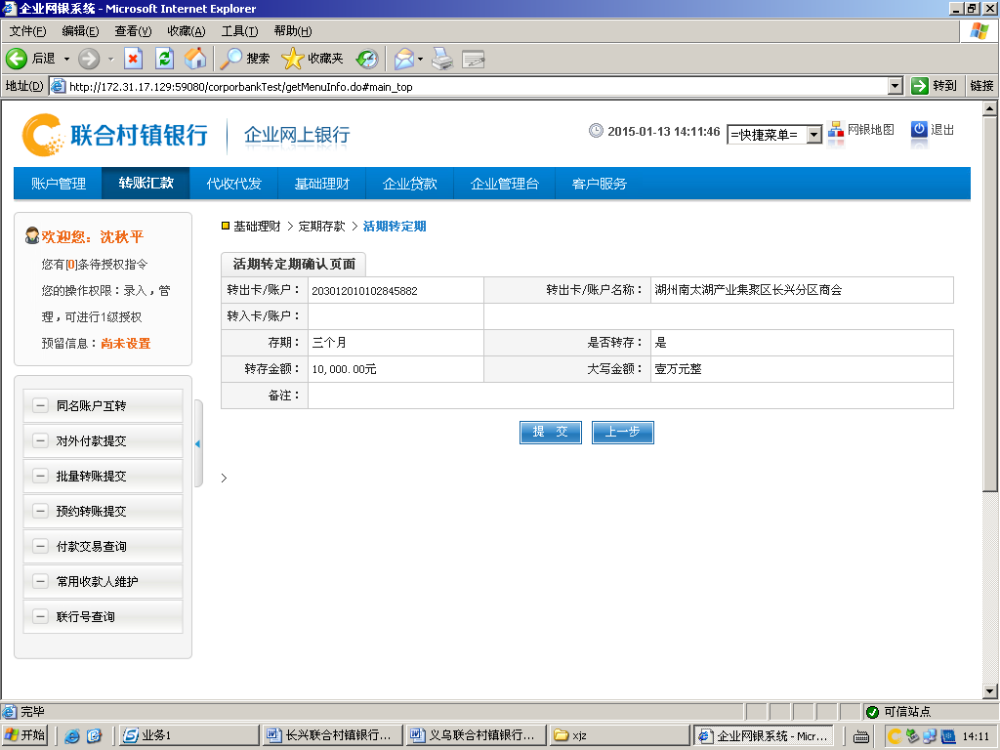 企业网银系统 - Microsoft Internet Explorer
文件(F) 编辑(E) 查看(V) 收藏(A) 工具(T) 帮助(H)
后退 搜索 收藏夹
地址(D) http://172.31.17.129:59080/corporbankTest/getMenuInfo.do#main_top 转到 链接
联合村镇银行 企业网上银行 2015-01-13 14:11:46 =快捷菜单= 网银地图 退出
账户管理 转账汇款 代收代发 基础理财 企业贷款 企业管理台 客户服务
欢迎您：沈秋平
您有[0]条待授权指令
您的操作权限：录入，管
理，可进行1级授权
预留信息：尚未设置
同名账户互转
对外付款提交
批量转账提交
预约转账提交
付款交易查询
常用收款人维护
联行号查询
基础理财 > 定期存款 > 活期转定期
活期转定期确认页面
转出卡/账户： 203012010102845882 转出卡/账户名称： 湖州南太湖产业集聚区长兴分区商会
转入卡/账户：
存期： 三个月 是否转存： 是
转存金额： 10,000.00元 大写金额： 壹万元整
备注：
提 交 上一步
>
完毕 可信站点
开始 业务1 长兴联合村镇银行... 义乌联合村镇银行... xjz 企业网银系统 - Micr... 14:11